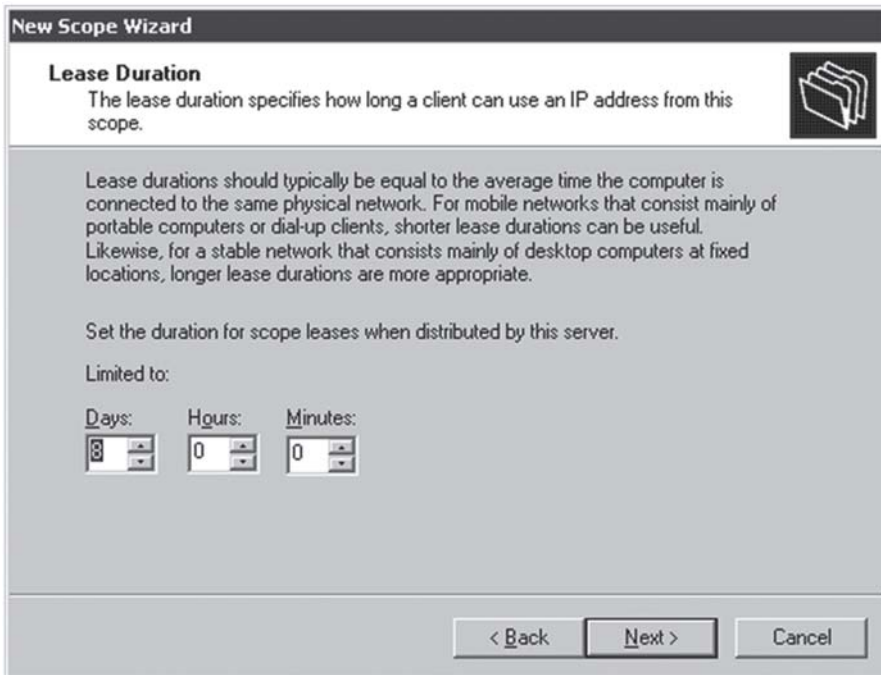 New Scope Wizard
Lease Duration
The lease duration specifies how long a client can use an IP address from this
scope.
Lease durations should typically be equal to the average time the computer is
connected to the same physical network. For mobile networks that consist mainly of
portable computers or dial-up clients, shorter lease durations can be useful.
Likewise, for a stable network that consists mainly of desktop computers at fixed
locations, longer lease durations are more appropriate.
Set the duration for scope leases when distributed by this server.
Limited to:
Days: Hours: Minutes:
8 0 0
< Back Next > Cancel